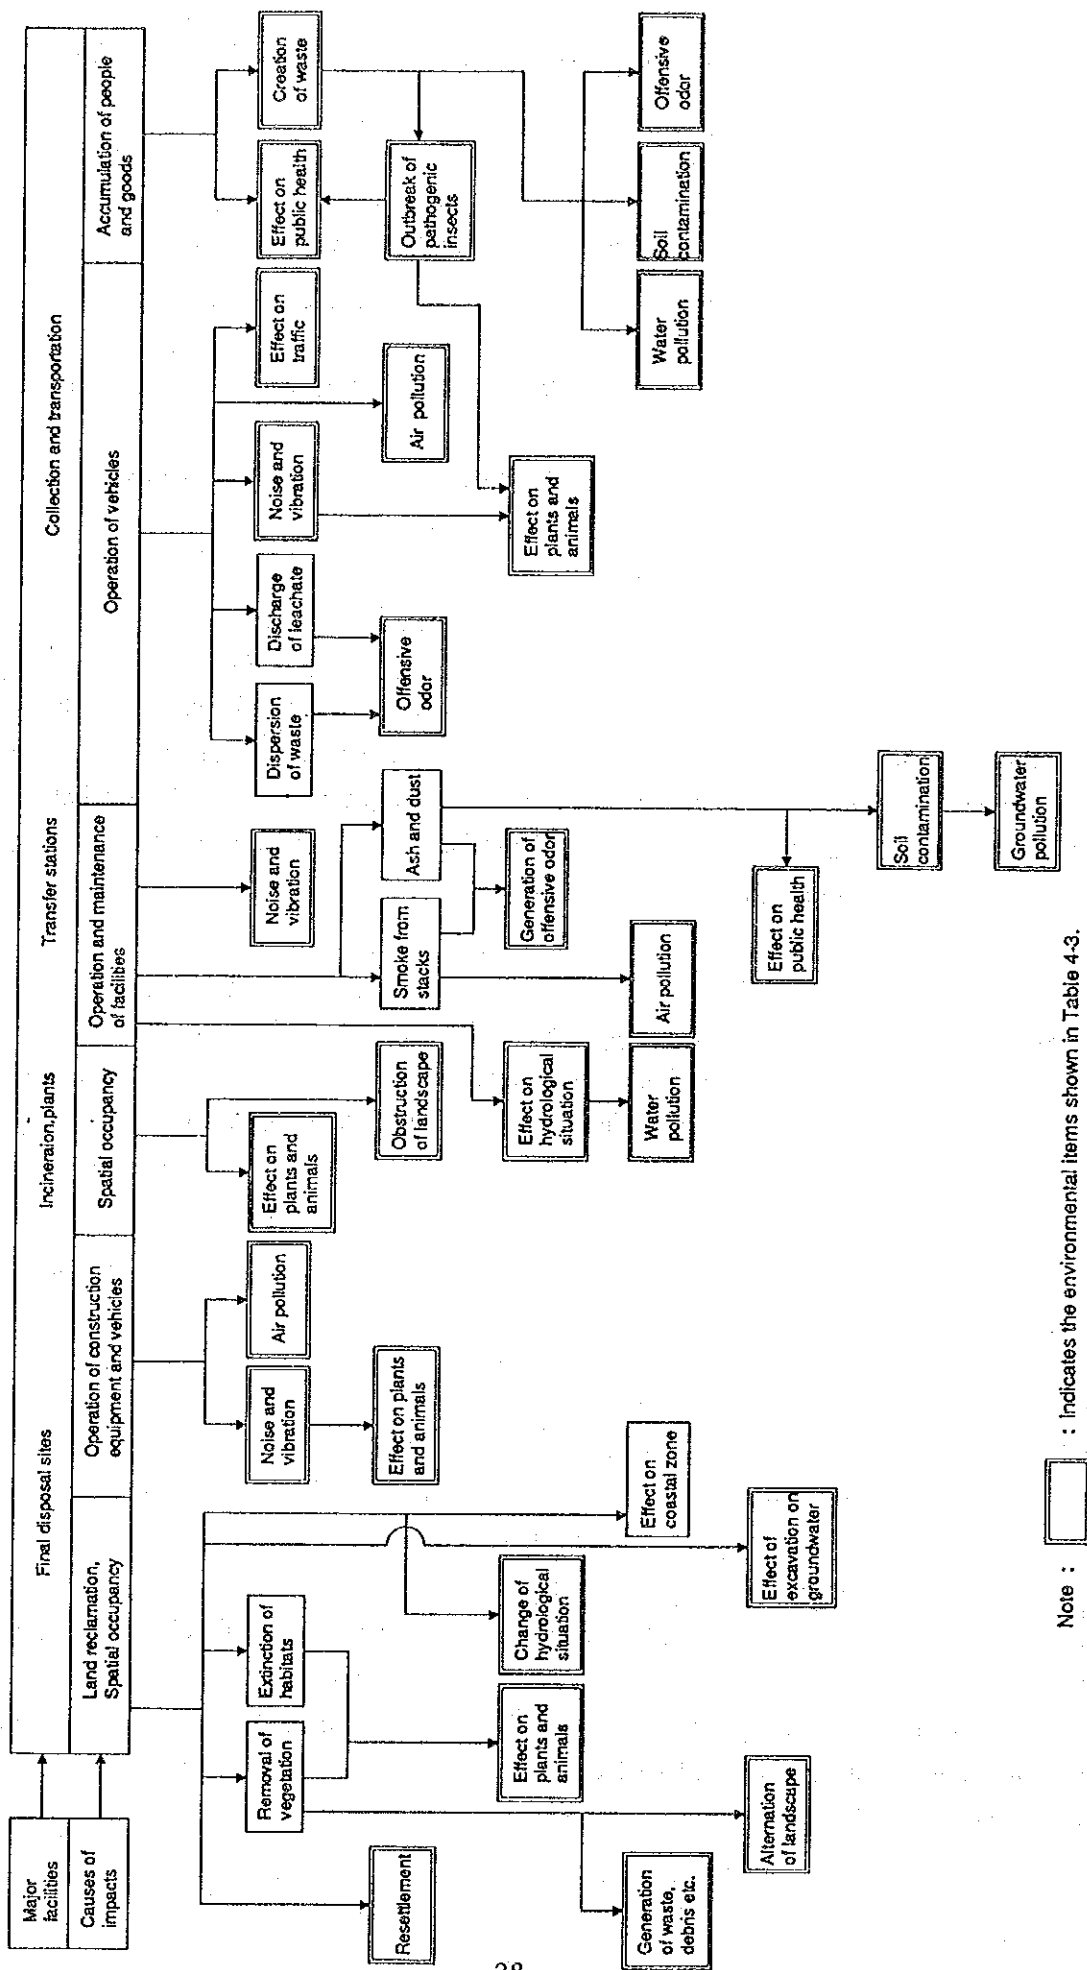 Major
facilities
Causes of
impacts
Final disposal sites
Incineraion,plants
Transfer stations
Collection and transportation
Land reclamation,
Spatial occupancy
Operation of construction
equipment and vehicles
Spatial occupancy
Operation and maintenance
of facilities
Operation of vehicles
Accumulation of people
and goods
Removal of
vegetation
Extinction of
habitats
Noise and
vibration
Air pollution
Effect on
plants and
animals
Noise and
vibration
Dispersion
of waste
Discharge
of leachate
Noise and
vibration
Effect on
traffic
Effect on
public health
Creation
of waste
Resettlement
Effect on plants
and animals
Obstruction
of landscape
Smoke from
stacks
Ash and dust
Offensive
odor
Air pollution
Outbreak of
pathogenic
insects
Effect on
plants and
animals
Change of
hydrological
situation
Effect on
hydrological
situation
Generation of
offensive odor
Effect on
plants and
animals
Generation
of waste,
debris etc.
Effect on
coastal zone
Water
pollution
Air pollution
Water
pollution
Soil
contamination
Offensive
odor
Alternation
of landscape
Effect of
excavation on
groundwater
Effect on
public health
Soil
contamination
Groundwater
pollution
Note : : Indicates the environmental items shown in Table 4-3.
28